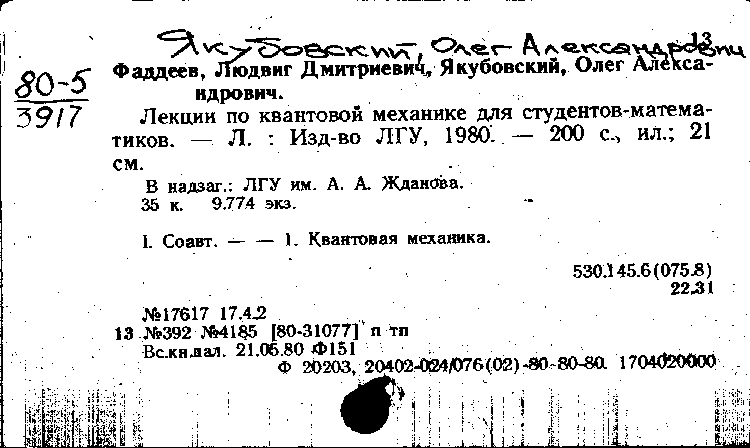 13
Якубовский, Олег Александрович
80-5
3917
Фаддеев, Людвиг Дмитриевич, Якубовский, Олег Алекса-
ндрович.
Лекции по квантовой механике для студентов-матема-
тиков. — Л. : Изд-во ЛГУ, 1980. — 200 с., ил.; 21
см.
В надзаг.: ЛГУ им. А. А. Жданова.
35 к. 9.774 экз.
I. Соавт. — — 1. Квантовая механика.
530.145.6(075.8)
22.31
№17617 17.4.2
13 №392 №4185 [80-31077] п тп
Вс.кн.пал. 21.05.80 Ф151
Ф 20203, 20402-024/076(02)-80-80-80. 1704020000